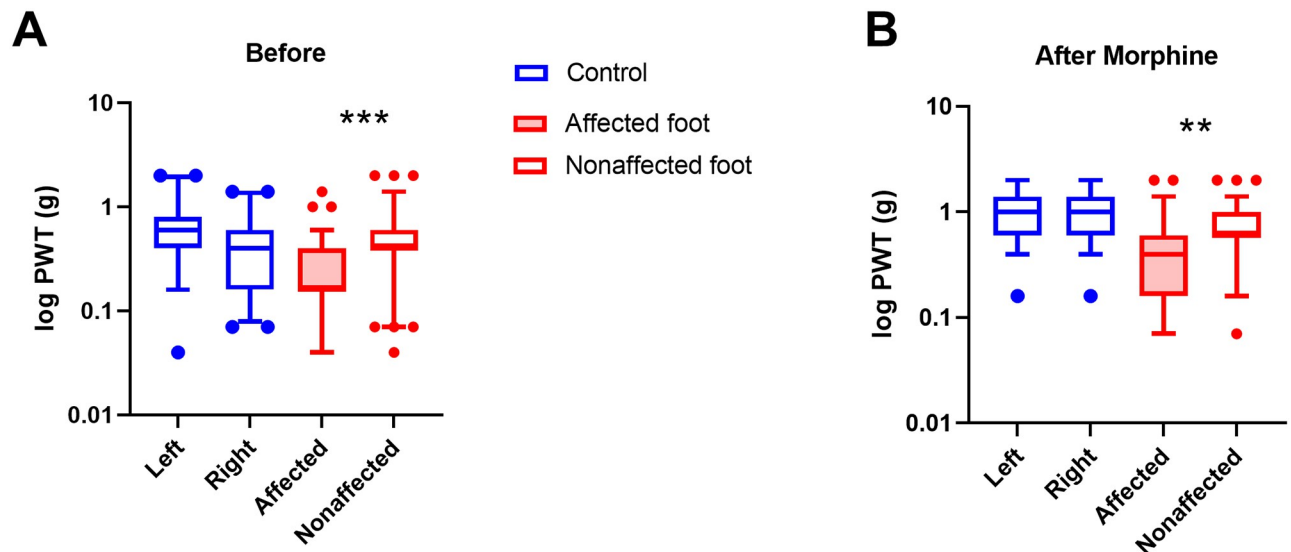 A
Before
***
log PWT (g)
10
1
0.1
0.01
Left
Right
Affected
Nonaffected
Control
Affected foot
Nonaffected foot
B
After Morphine
**
log PWT (g)
10
1
0.1
0.01
Left
Right
Affected
Nonaffected